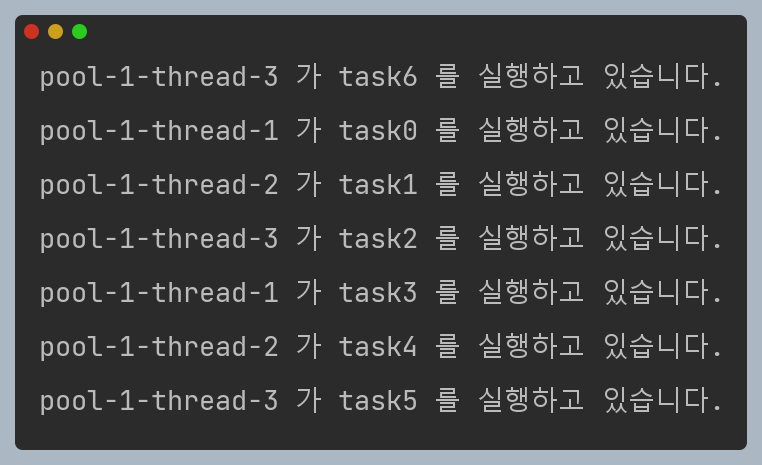 pool-1-thread-3 가 task6 를 실행하고 있습니다.
pool-1-thread-1 가 task0 를 실행하고 있습니다.
pool-1-thread-2 가 task1 를 실행하고 있습니다.
pool-1-thread-3 가 task2 를 실행하고 있습니다.
pool-1-thread-1 가 task3 를 실행하고 있습니다.
pool-1-thread-2 가 task4 를 실행하고 있습니다.
pool-1-thread-3 가 task5 를 실행하고 있습니다.